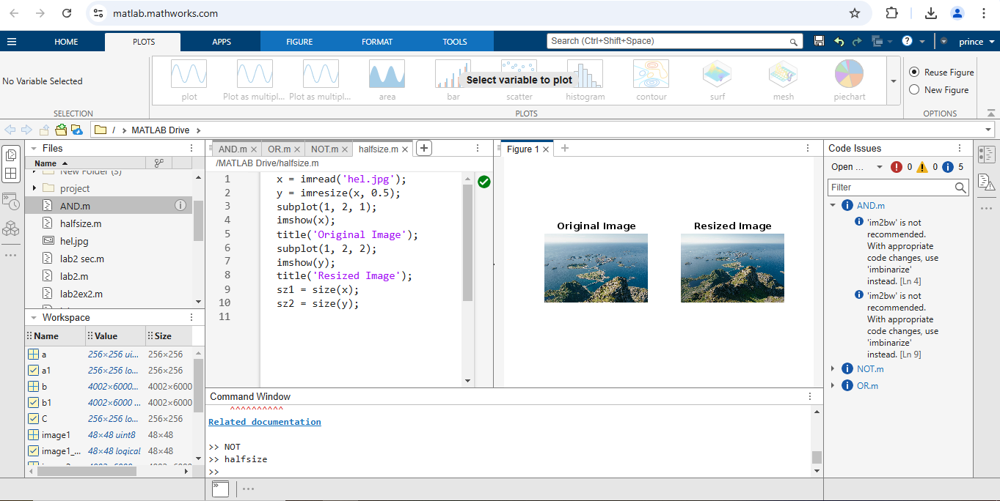 matlab.mathworks.com
HOME PLOTS APPS FIGURE FORMAT TOOLS Search (Ctrl+Shift+Space) ? prince
No Variable Selected
SELECTION
plot Plot as multipl... Plot as multipl... area bar scatter histogram contour surf mesh piechart
Select variable to plot
PLOTS
Reuse Figure
New Figure
OPTIONS
/ MATLAB Drive
Files
Name
New Folder (3)
project
AND.m
halfsize.m
hel.jpg
lab2 sec.m
lab2.m
lab2ex2.m
Workspace
Name Value Size
a 256×256 ui... 256×256
a1 256×256 lo... 256×256
b 4002×6000... 4002×6000
b1 4002×6000 ... 4002×6000
C 256×256 lo... 256×256
image1 48×48 uint8 48×48
image1_... 48×48 logical 48×48
AND.m OR.m NOT.m halfsize.m
/MATLAB Drive/halfsize.m
1 x = imread('hel.jpg');
2 y = imresize(x, 0.5);
3 subplot(1, 2, 1);
4 imshow(x);
5 title('Original Image');
6 subplot(1, 2, 2);
7 imshow(y);
8 title('Resized Image');
9 sz1 = size(x);
10 sz2 = size(y);
11
Figure 1
Original Image Resized Image
Command Window
^^^^^^^^^^
Related documentation
>> NOT
>> halfsize
>>
Code Issues
Open ... 0 0 5
Filter
AND.m
'im2bw' is not
recommended.
With appropriate
code changes, use
'imbinarize'
instead. [Ln 4]
'im2bw' is not
recommended.
With appropriate
code changes, use
'imbinarize'
instead. [Ln 9]
NOT.m
OR.m